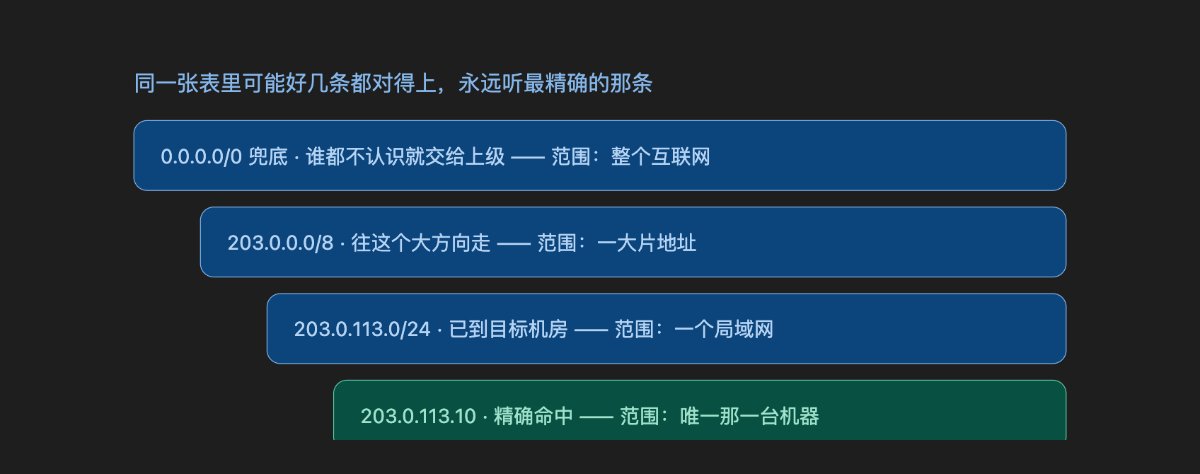 同一张表里可能好几条都对得上，永远听最精确的那条
0.0.0.0/0 兜底 · 谁都不认识就交给上级 —— 范围：整个互联网
203.0.0.0/8 · 往这个大方向走 —— 范围：一大片地址
203.0.113.0/24 · 已到目标机房 —— 范围：一个局域网
203.0.113.10 · 精确命中 —— 范围：唯一那一台机器